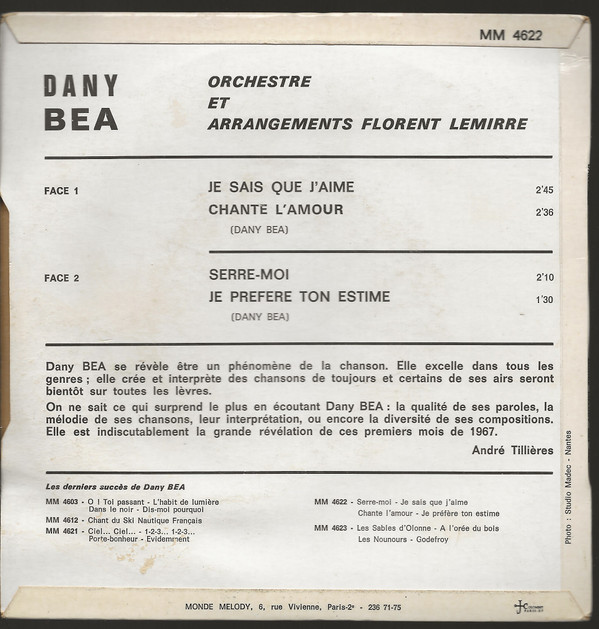 MM 4622
DANY
BEA
ORCHESTRE
ET
ARRANGEMENTS FLORENT LEMIRRE
FACE 1
JE SAIS QUE J'AIME 2'45
CHANTE L'AMOUR 2'36
(DANY BEA)
FACE 2
SERRE-MOI 2'10
JE PREFERE TON ESTIME 1'30
(DANY BEA)
Dany BEA se révèle être un phénomène de la chanson. Elle excelle dans tous les
genres ; elle crée et interprète des chansons de toujours et certains de ses airs seront
bientôt sur toutes les lèvres.
On ne sait ce qui surprend le plus en écoutant Dany BEA : la qualité de ses paroles, la
mélodie de ses chansons, leur interprétation, ou encore la diversité de ses compositions.
Elle est indiscutablement la grande révélation de ces premiers mois de 1967.
André Tillières
Les derniers succès de Dany BEA
MM 4603 - O ! Toi passant - L'habit de lumière
Dans le noir - Dis-moi pourquoi
MM 4612 - Chant du Ski Nautique Français
MM 4621 - Ciel... Ciel... - 1-2-3... 1-2-3...
Porte-bonheur - Evidemment
MM 4622 - Serre-moi - Je sais que j'aime
Chante l'amour - Je préfère ton estime
MM 4623 - Les Sables d'Olonne - A l'orée du bois
Les Nounours - Godefroy
Photo : Studio Madec - Nantes
MONDE MELODY, 6, rue Vivienne, Paris-2e - 236 71-75